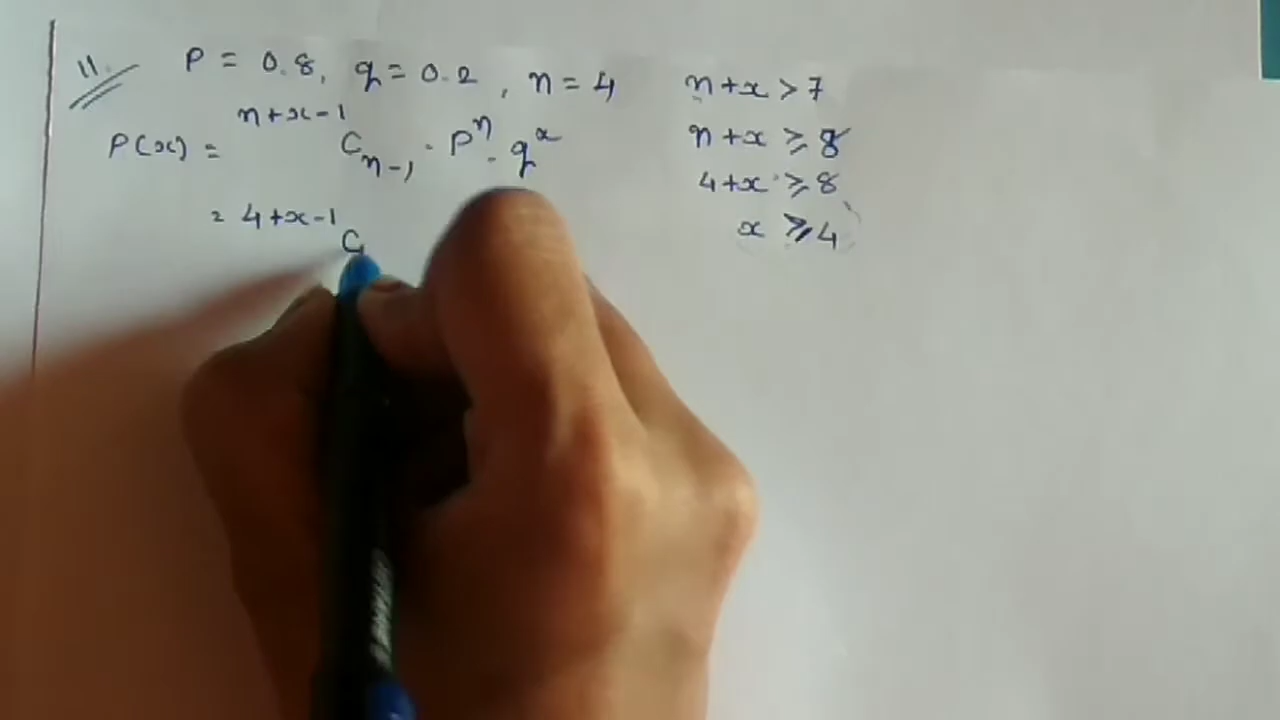 11. P = 0.8, q = 0.2, n = 4
P(x) = n+x-1 C n-1 . P^n . q^x
= 4+x-1 C
n+x > 7
n+x ≥ 8
4+x ≥ 8
x ≥ 4